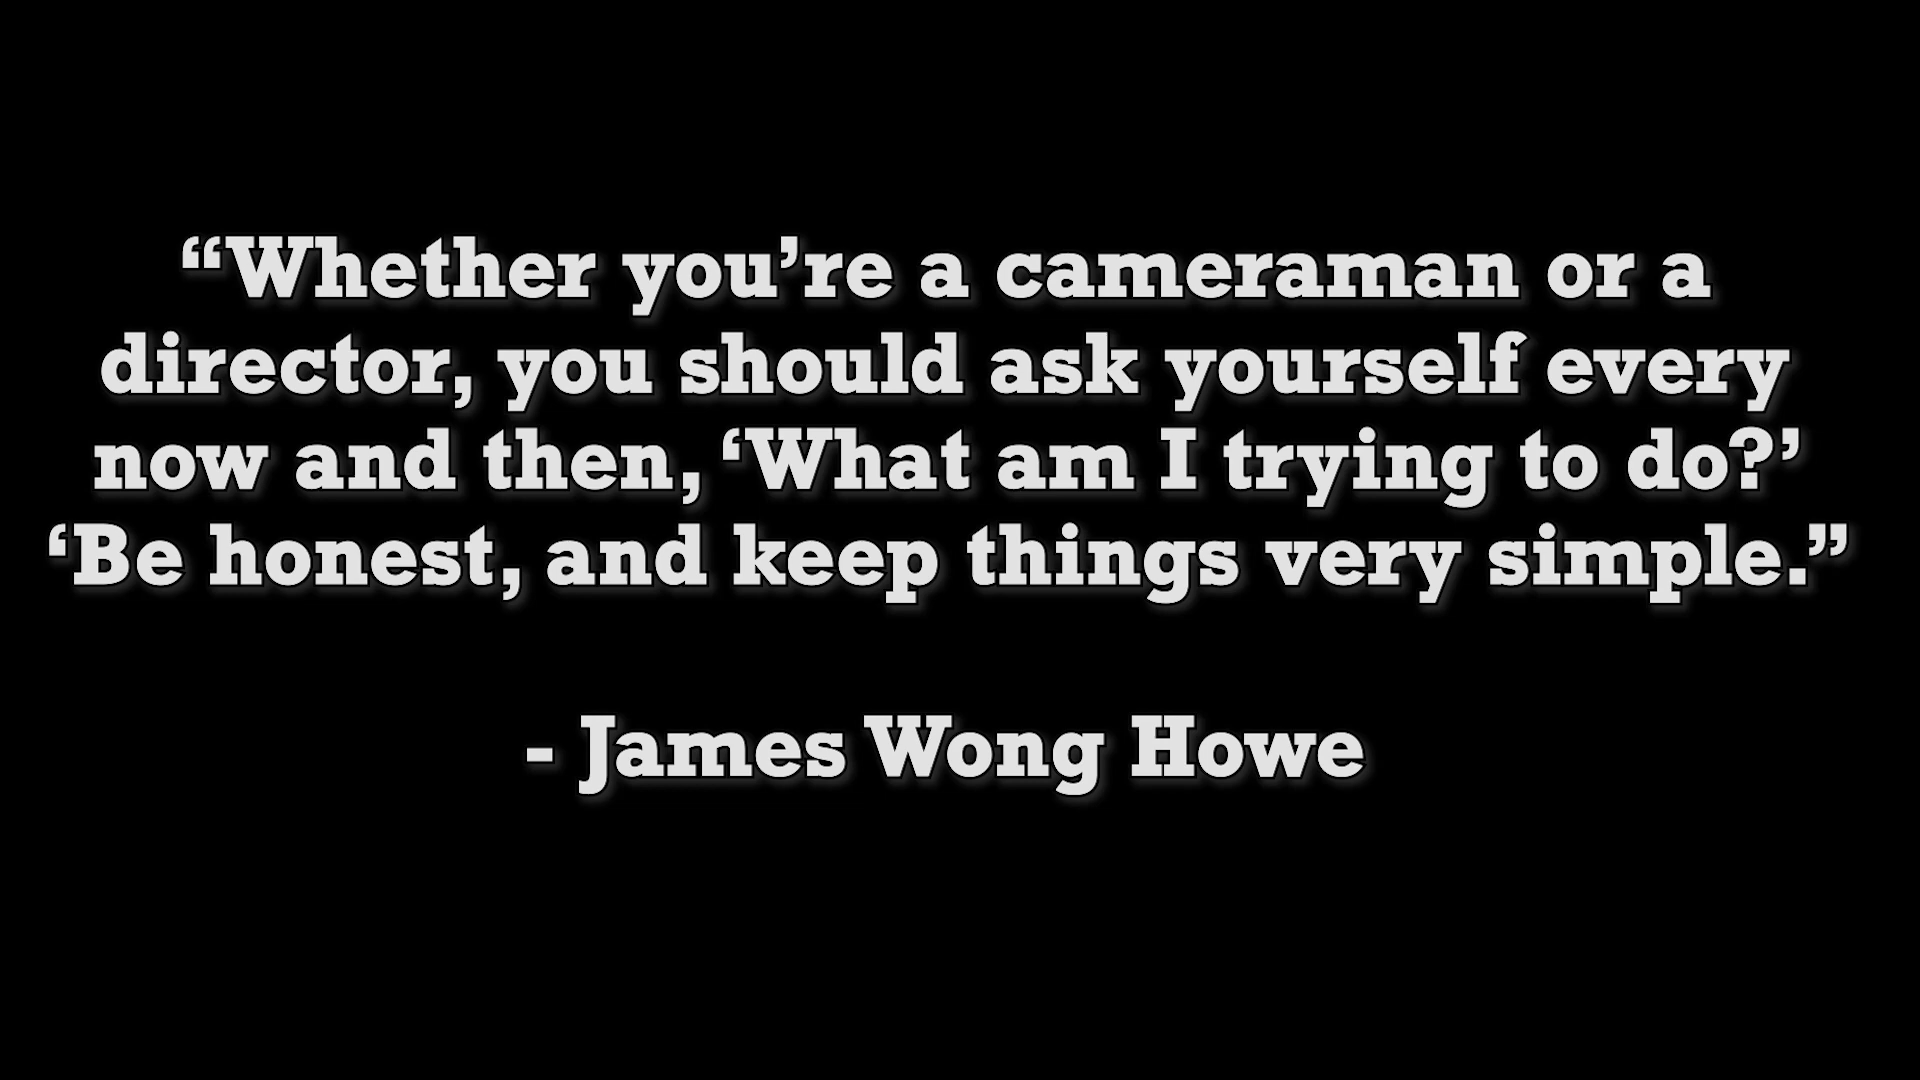 “Whether you’re a cameraman or a
director, you should ask yourself every
now and then, ‘What am I trying to do?’
‘Be honest, and keep things very simple.”
- James Wong Howe